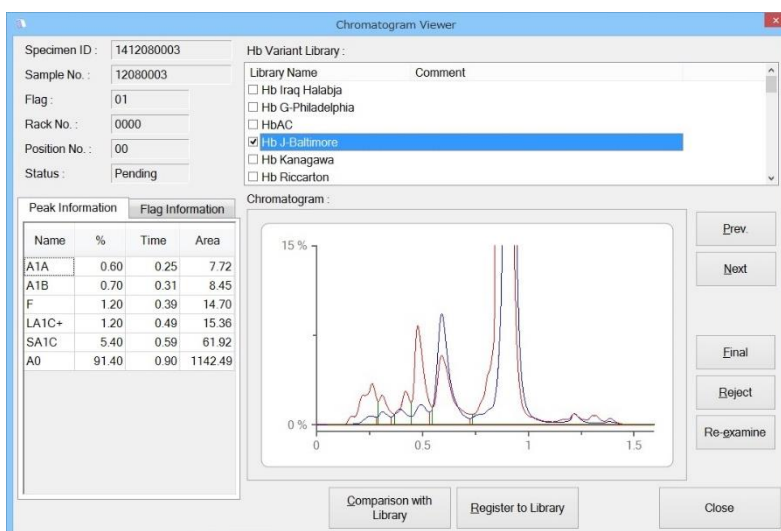 Chromatogram Viewer
Specimen ID : 1412080003
Sample No. : 12080003
Flag : 01
Rack No. : 0000
Position No. : 00
Status : Pending
Hb Variant Library :
Library Name Comment
Hb Iraq Halabja
Hb G-Philadelphia
HbAC
Hb J-Baltimore
Hb Kanagawa
Hb Riccarton
Peak Information Flag Information
Name % Time Area
A1A 0.60 0.25 7.72
A1B 0.70 0.31 8.45
F 1.20 0.39 14.70
LA1C+ 1.20 0.49 15.36
SA1C 5.40 0.59 61.92
A0 91.40 0.90 1142.49
Chromatogram :
15 %
0 %
0 0.5 1 1.5
Prev.
Next
Final
Reject
Re-examine
Comparison with
Library
Register to Library
Close